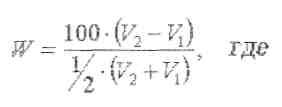 W = 100·(V₂ − V₁) / ½·(V₂ + V₁), где